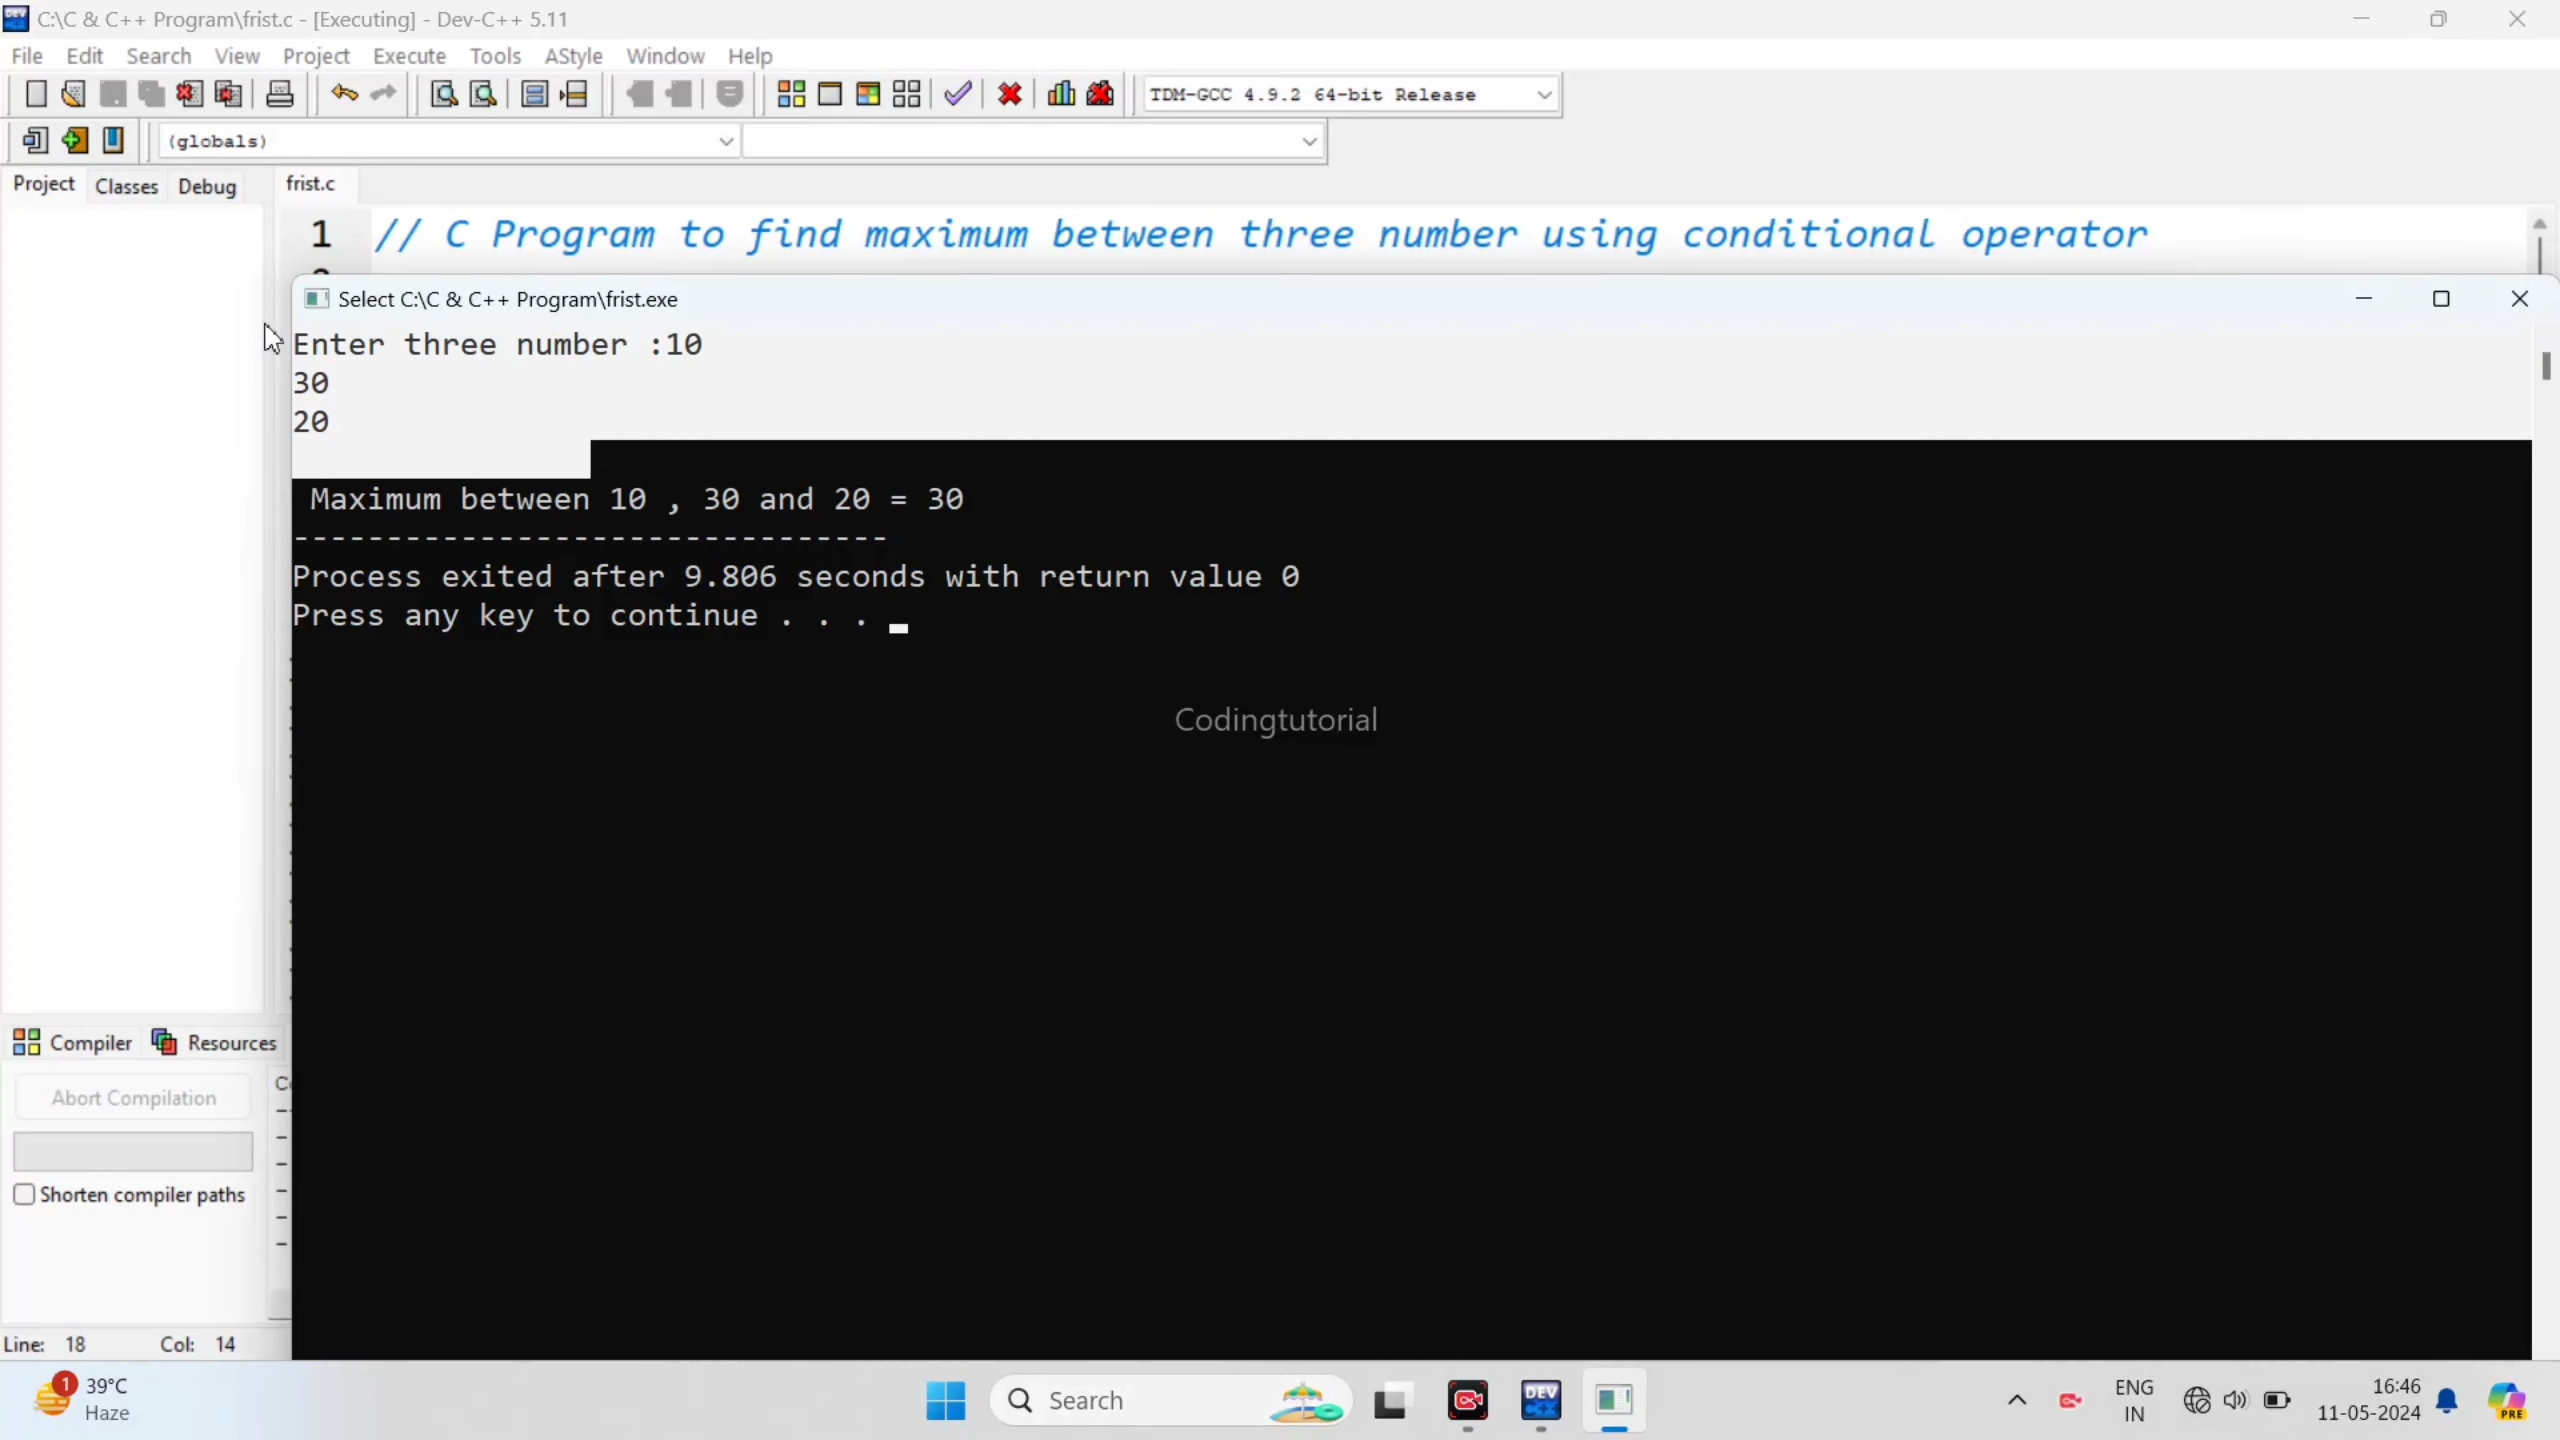 C:\C & C++ Program\frist.c - [Executing] - Dev-C++ 5.11
File Edit Search View Project Execute Tools AStyle Window Help
TDM-GCC 4.9.2 64-bit Release
(globals)
Project Classes Debug
frist.c
1 // C Program to find maximum between three number using conditional operator
Select C:\C & C++ Program\frist.exe
Enter three number :10
30
20
Maximum between 10 , 30 and 20 = 30
--------------------------------
Process exited after 9.806 seconds with return value 0
Press any key to continue . . .
Codingtutorial
Compiler Resources
Abort Compilation
Shorten compiler paths
Line: 18 Col: 14
1
39°C
Haze
Search
DEV
C++
ENG
IN
16:46
11-05-2024
PRE